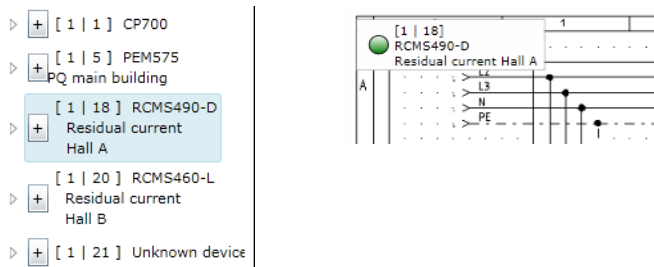 [ 1 | 1 ] CP700
[ 1 | 5 ] PEM575
PQ main building
[ 1 | 18 ] RCMS490-D
Residual current
Hall A
[ 1 | 20 ] RCMS460-L
Residual current
Hall B
[ 1 | 21 ] Unknown device
1
[1 | 18]
RCMS490-D
Residual current Hall A
A
L2
L3
N
PE